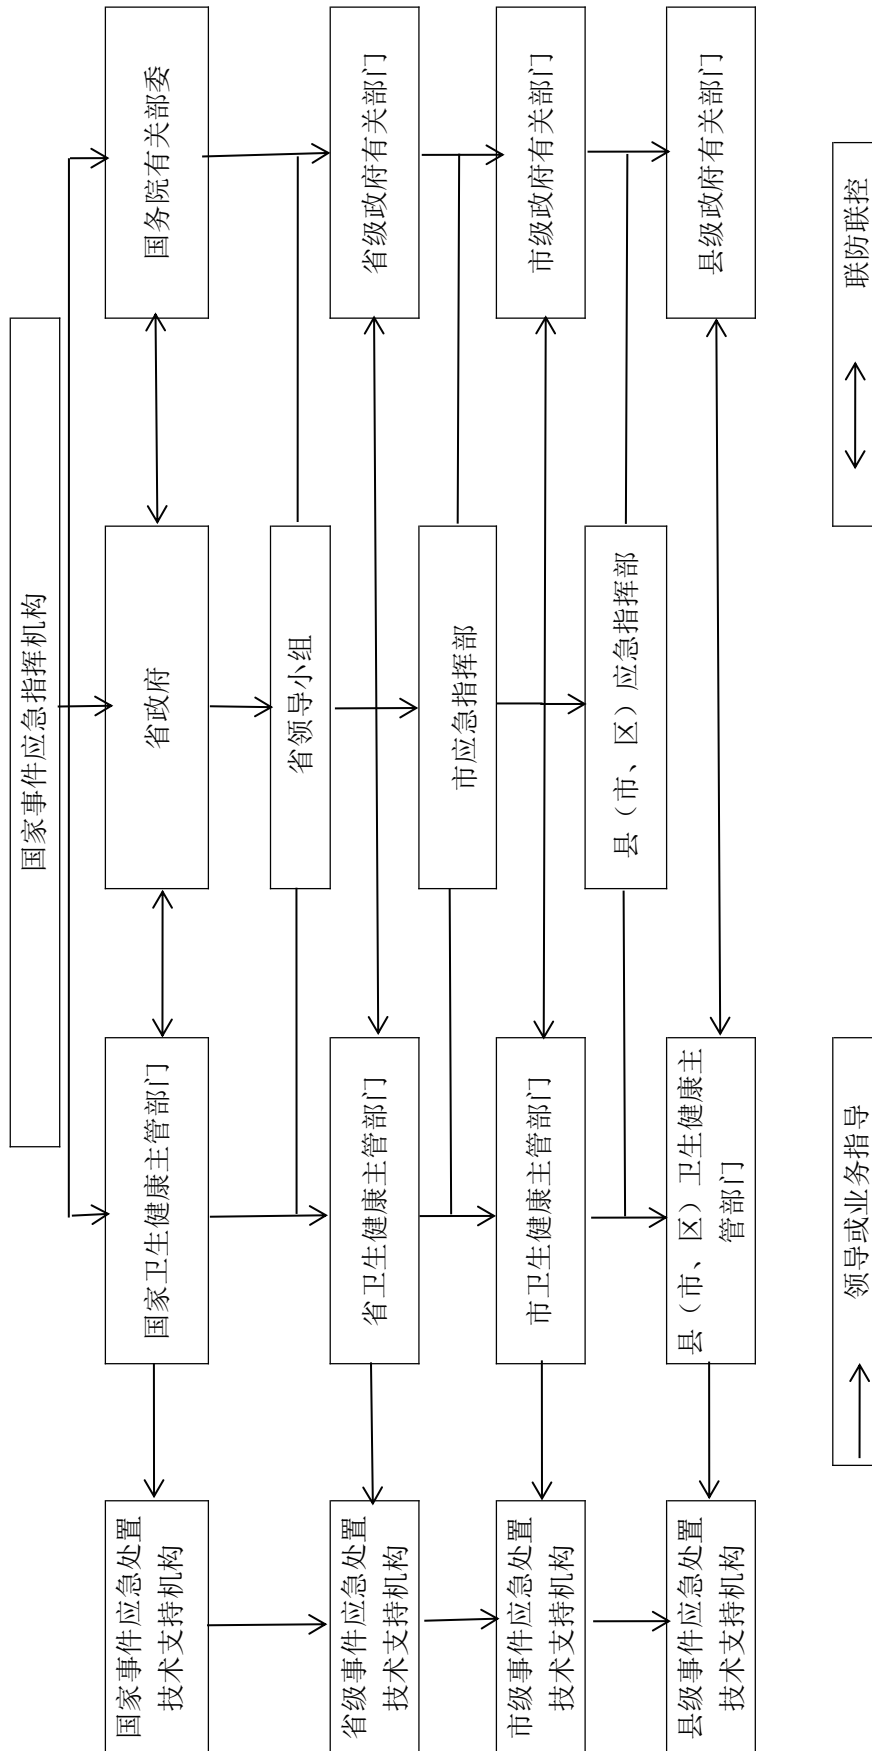 国家事件应急指挥机构
国家事件应急处置
技术支持机构
国家卫生健康主管部门
省政府
国务院有关部委
省领导小组
省级事件应急处置
技术支持机构
省卫生健康主管部门
省级政府有关部门
市应急指挥部
市级事件应急处置
技术支持机构
市卫生健康主管部门
市级政府有关部门
县（市、区）应急指挥部
县级事件应急处置
技术支持机构
县（市、区）卫生健康主
管部门
县级政府有关部门
领导或业务指导
联防联控